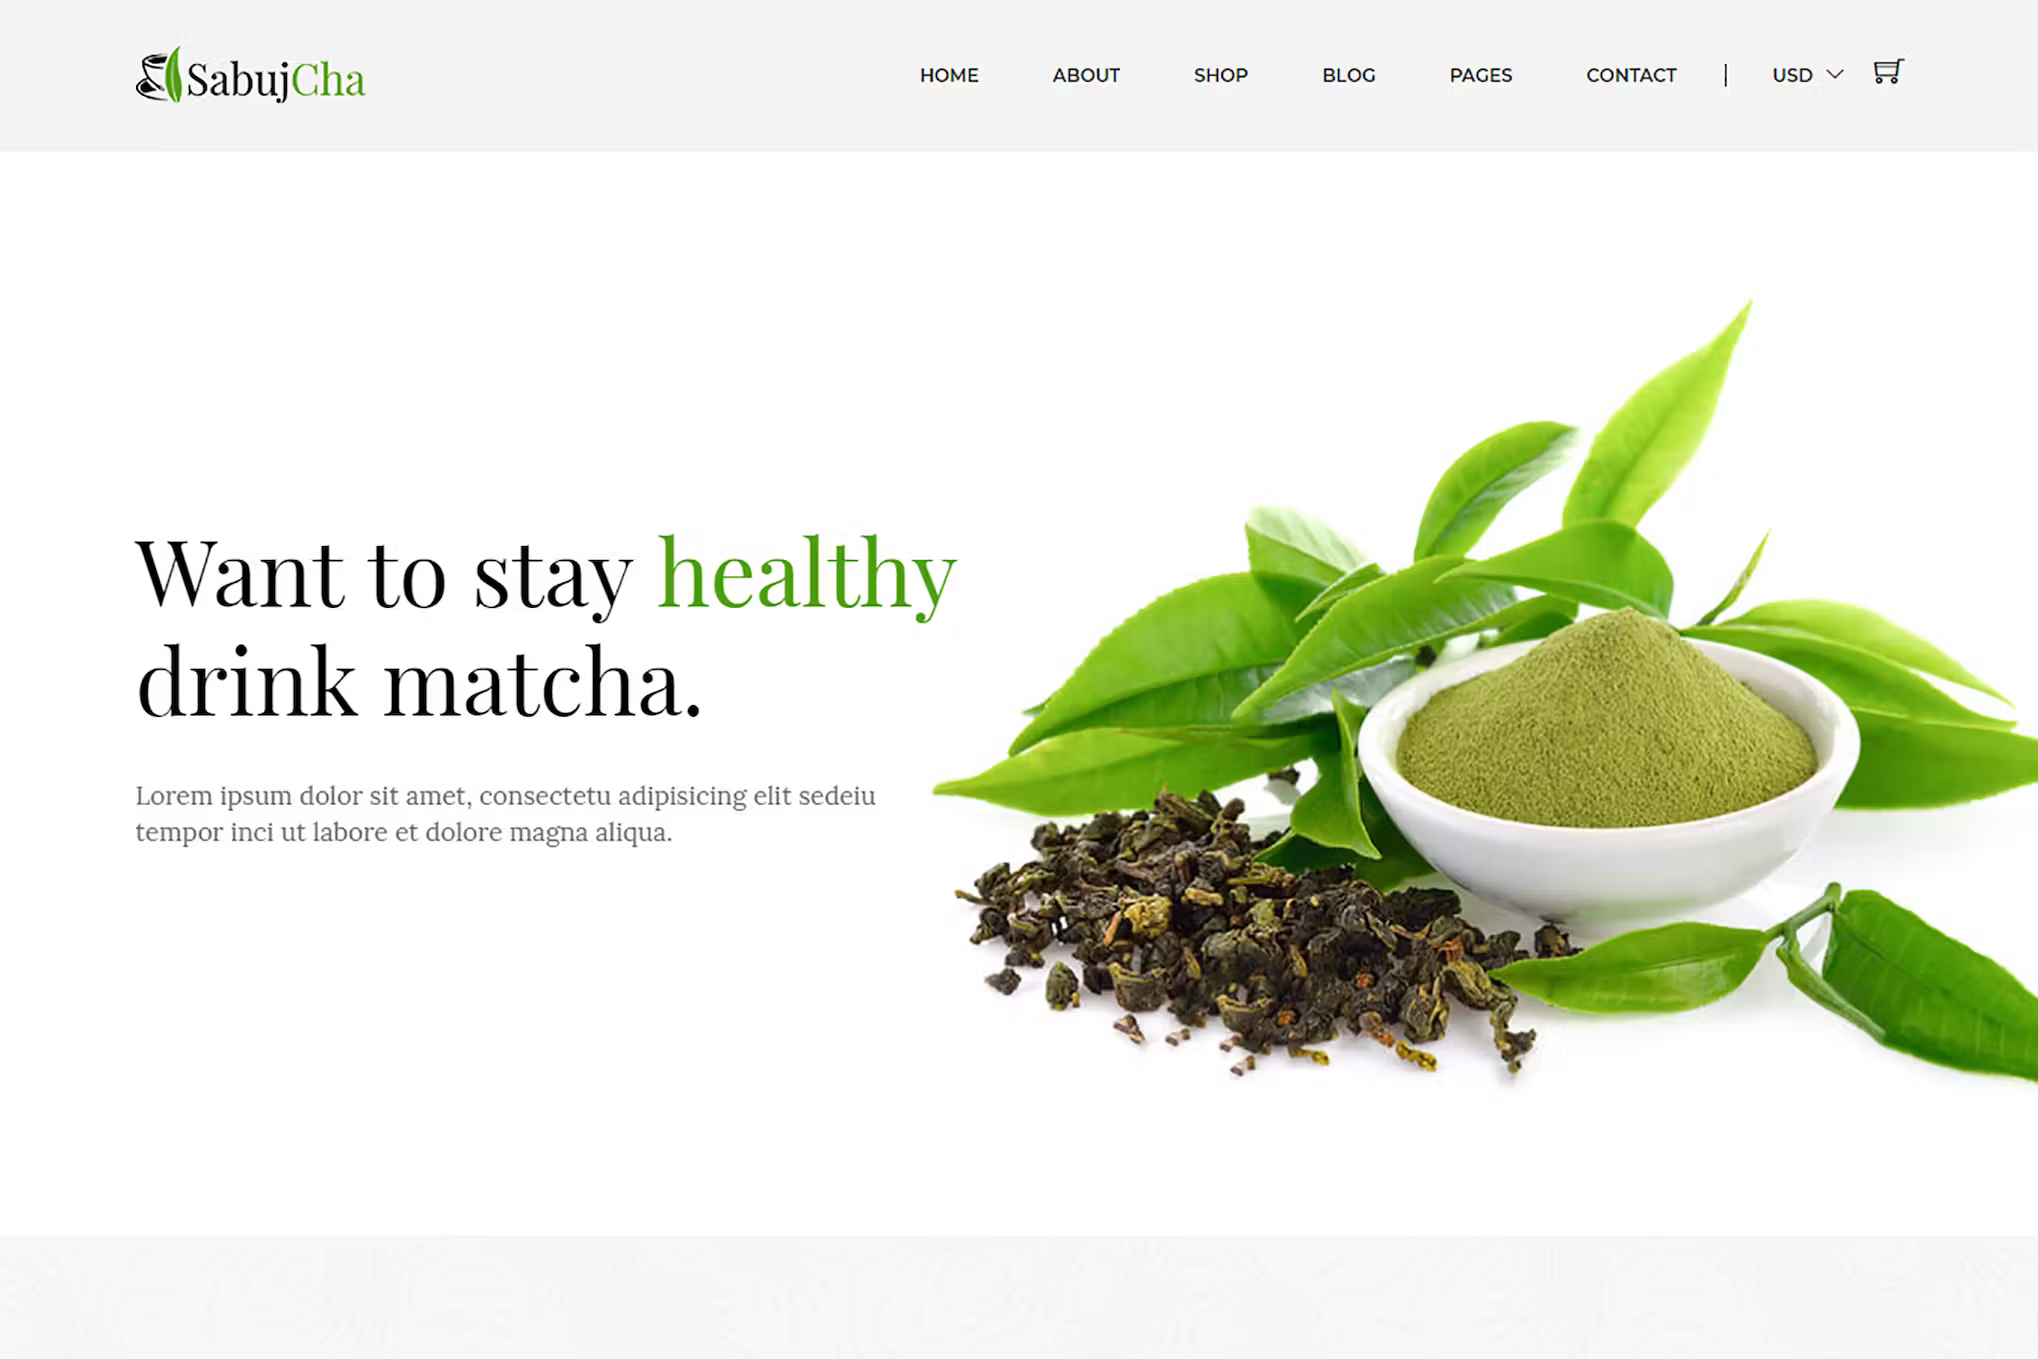 SabujCha
HOME ABOUT SHOP BLOG PAGES CONTACT | USD
Want to stay healthy
drink matcha.
Lorem ipsum dolor sit amet, consectetu adipisicing elit sedeiu
tempor inci ut labore et dolore magna aliqua.